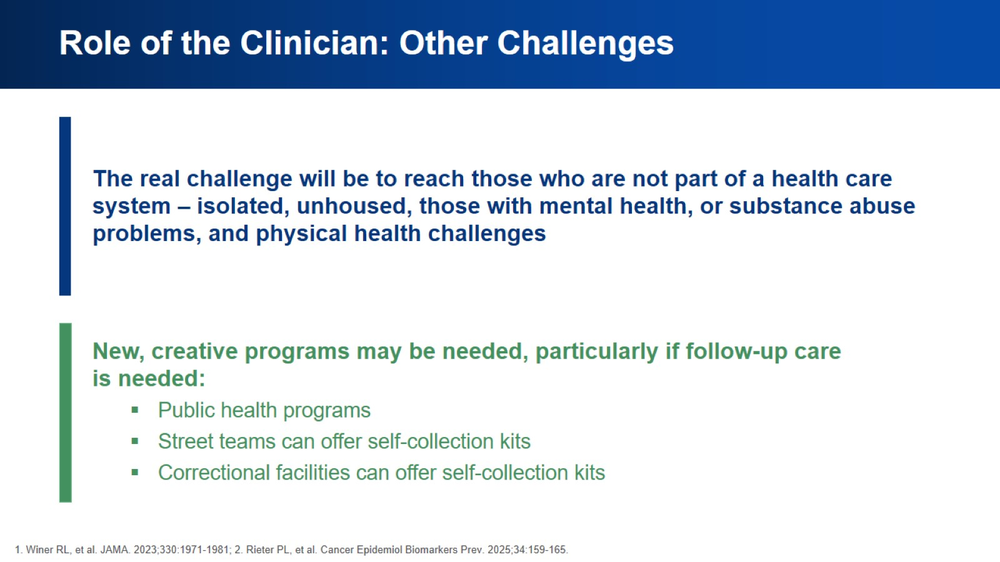 Role of the Clinician: Other Challenges
The real challenge will be to reach those who are not part of a health care
system – isolated, unhoused, those with mental health, or substance abuse
problems, and physical health challenges
New, creative programs may be needed, particularly if follow-up care
is needed:
▪ Public health programs
▪ Street teams can offer self-collection kits
▪ Correctional facilities can offer self-collection kits
1. Winer RL, et al. JAMA. 2023;330:1971-1981; 2. Rieter PL, et al. Cancer Epidemiol Biomarkers Prev. 2025;34:159-165.